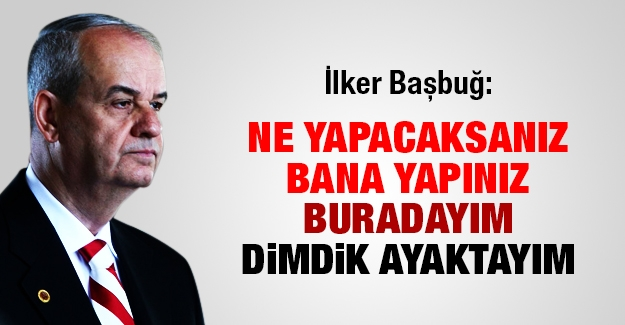 İlker Başbuğ:
NE YAPACAKSANIZ
BANA YAPINIZ
BURADAYIM
DİMDİK AYAKTAYIM